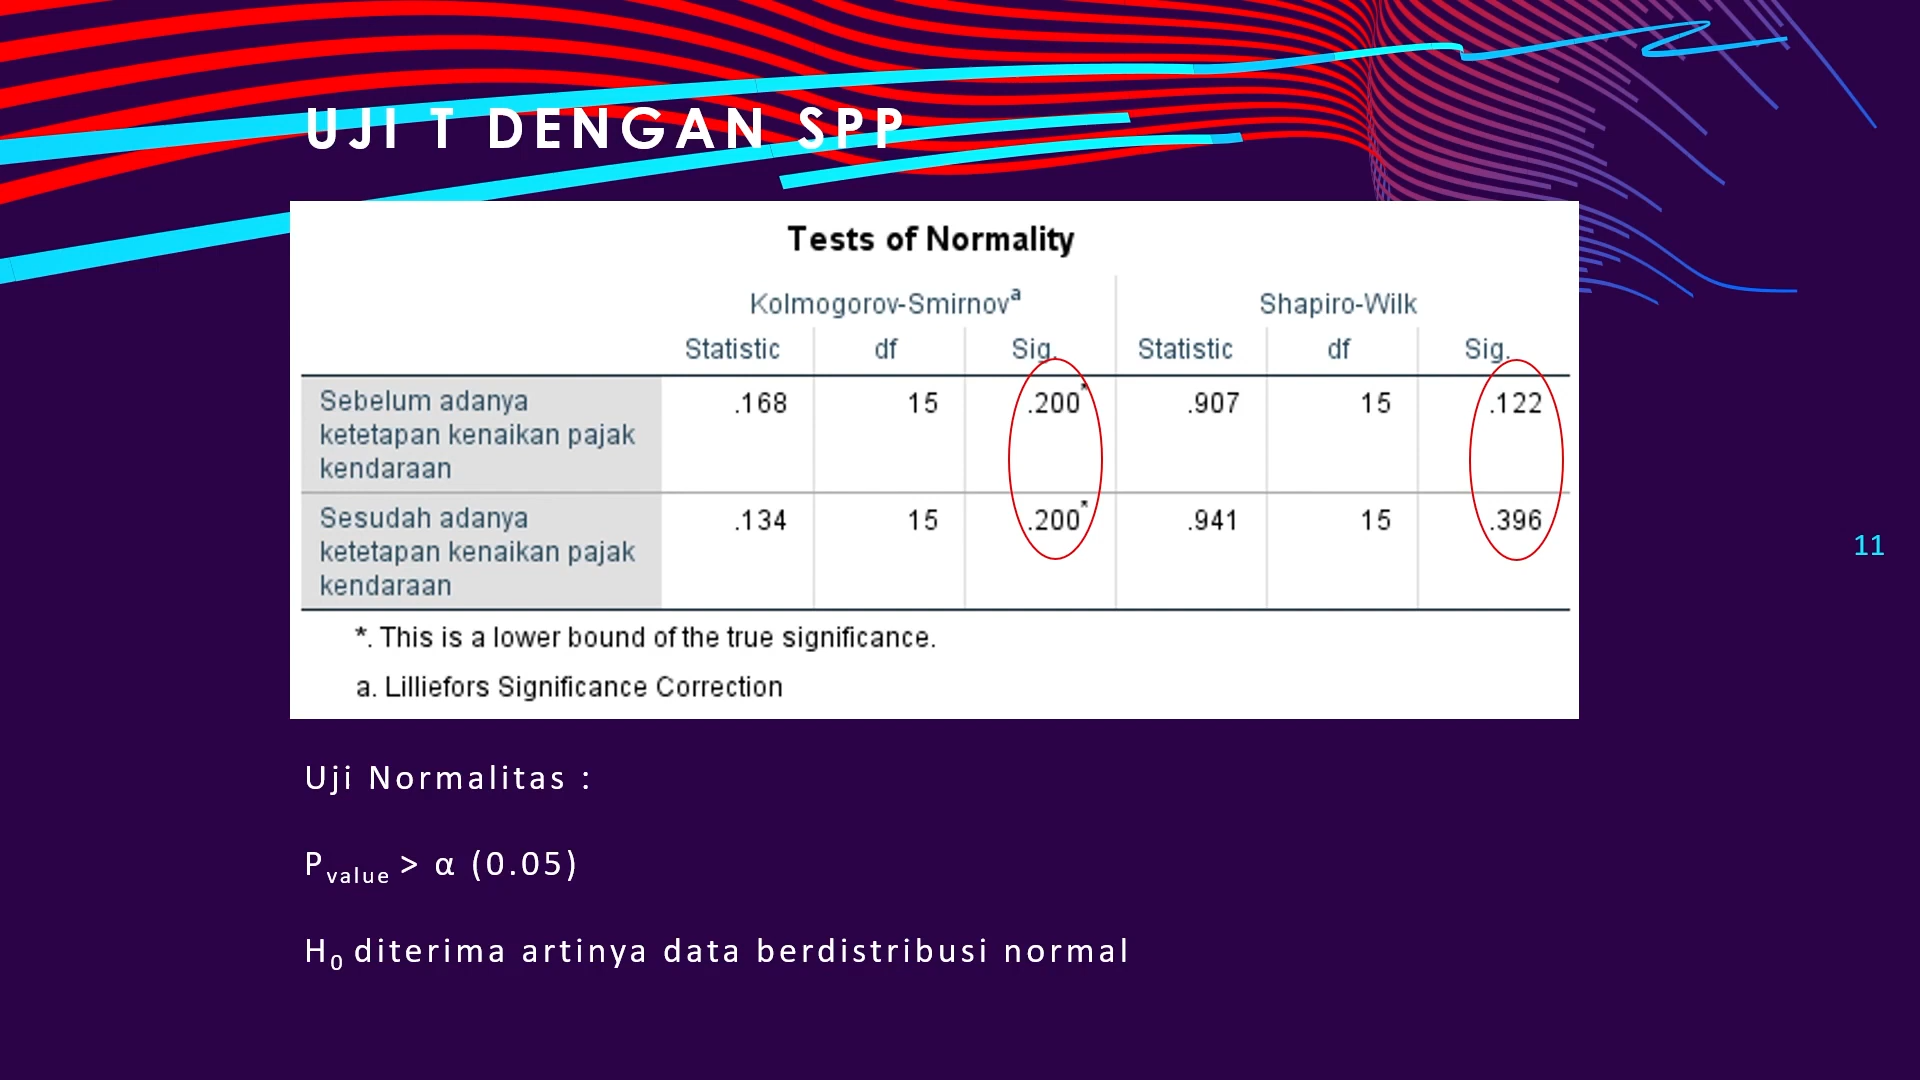 UJI T DENGAN SPP
Tests of Normality
Kolmogorov-Smirnovᵃ Shapiro-Wilk
Statistic df Sig. Statistic df Sig.
Sebelum adanya ketetapan kenaikan pajak kendaraan .168 15 .200* .907 15 .122
Sesudah adanya ketetapan kenaikan pajak kendaraan .134 15 .200* .941 15 .396
*. This is a lower bound of the true significance.
a. Lilliefors Significance Correction
11
Uji Normalitas :
Pvalue > α (0.05)
H₀ diterima artinya data berdistribusi normal